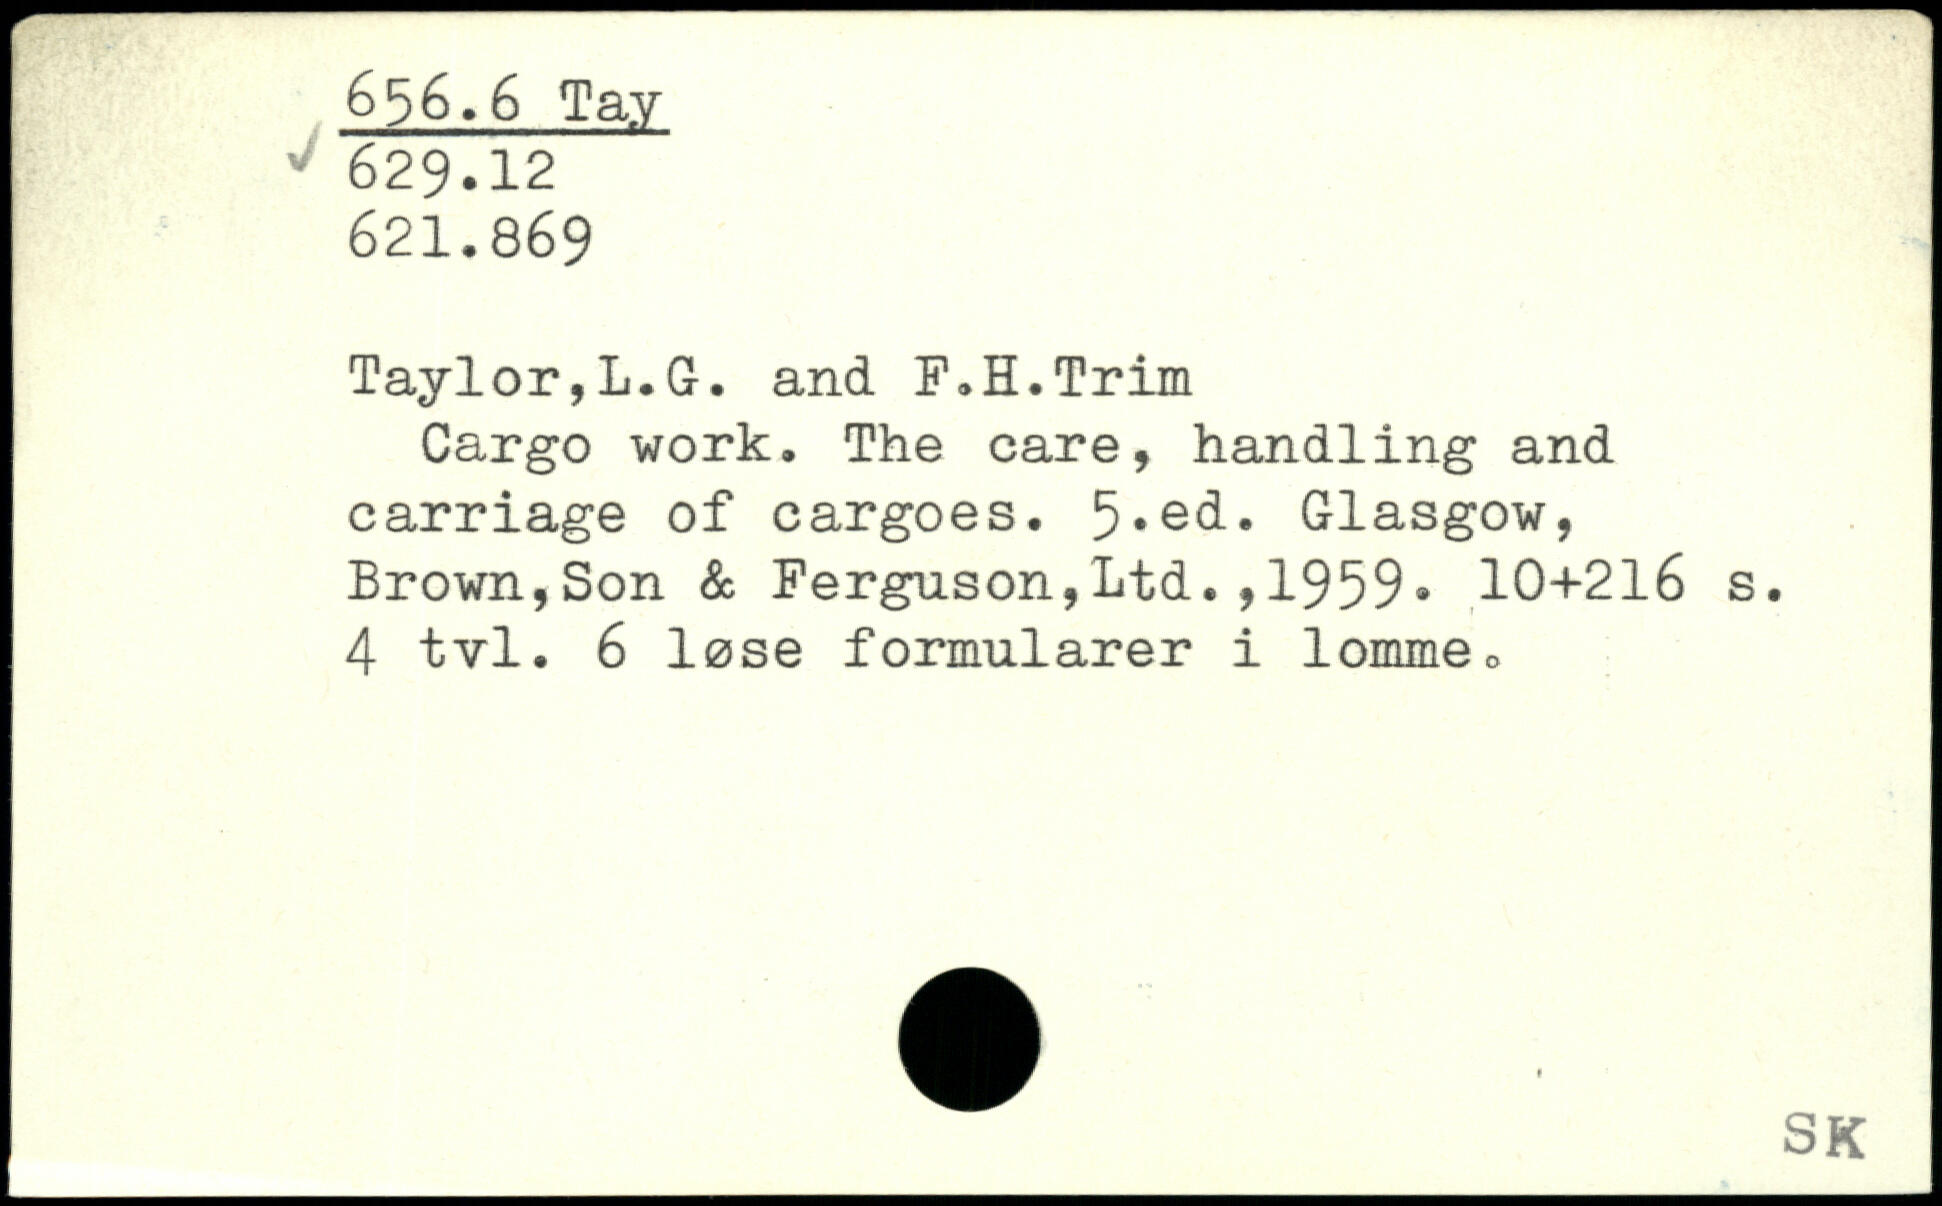 656.6 Tay
629.12
621.869
Taylor,L.G. and F.H.Trim
Cargo work. The care, handling and
carriage of cargoes. 5.ed. Glasgow,
Brown,Son & Ferguson,Ltd.,1959. 10+216 s.
4 tvl. 6 løse formularer i lomme.
SK